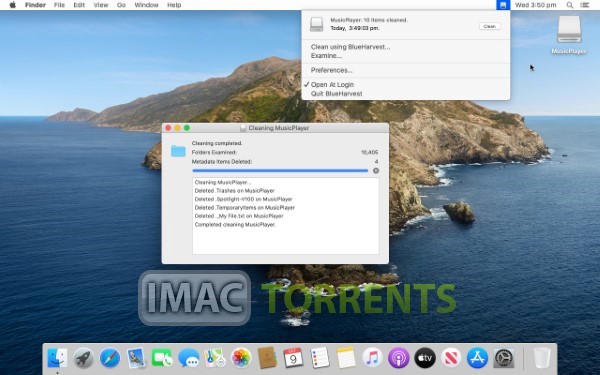 Finder File Edit View Go Window Help
Wed 3:50 pm
MusicPlayer: 10 items cleaned.
Today, 3:49:03 pm.
Clean
Clean using BlueHarvest...
Examine...
Preferences...
✓ Open At Login
Quit BlueHarvest
MusicPlayer
Cleaning MusicPlayer
Cleaning completed.
Folders Examined: 10,405
Metadata Items Deleted: 4
Cleaning MusicPlayer...
Deleted .Trashes on MusicPlayer
Deleted .Spotlight-V100 on MusicPlayer
Deleted .TemporaryItems on MusicPlayer
Deleted ._My File.txt on MusicPlayer
Completed cleaning MusicPlayer.
IMAC TORRENTS
9
tv